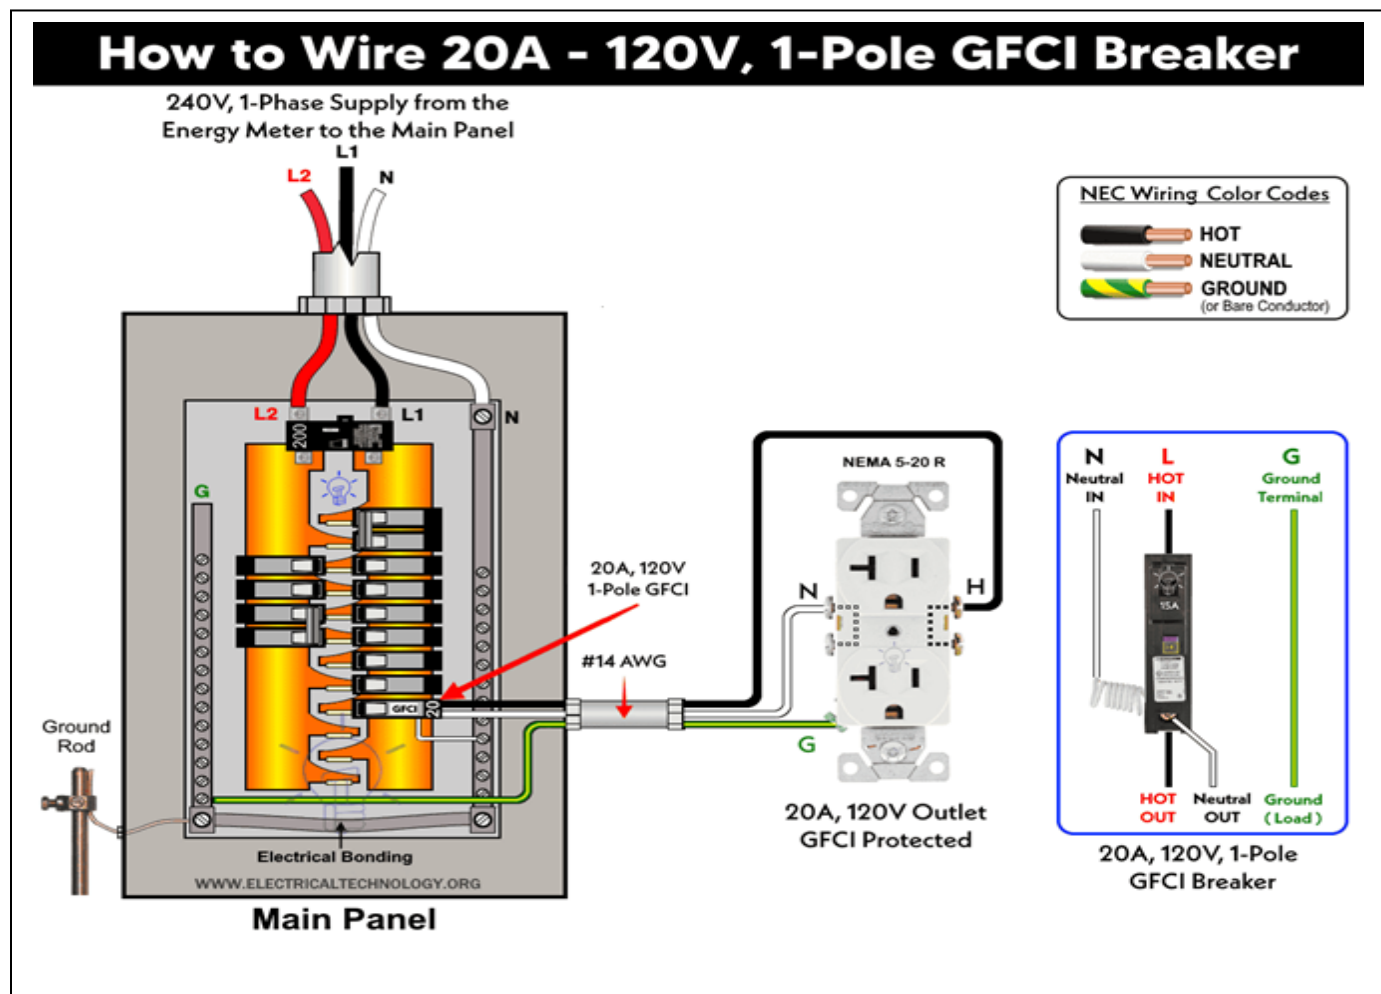 How to Wire 20A - 120V, 1-Pole GFCI Breaker
240V, 1-Phase Supply from the
Energy Meter to the Main Panel
L1
L2
N
NEC Wiring Color Codes
HOT
NEUTRAL
GROUND
(or Bare Conductor)
L2
L1
N
200
G
NEMA 5-20 R
20A, 120V
1-Pole GFCI
N
H
#14 AWG
GFCI
20
G
Ground
Rod
20A, 120V Outlet
GFCI Protected
Electrical Bonding
WWW.ELECTRICALTECHNOLOGY.ORG
Main Panel
N
Neutral
IN
L
HOT
IN
G
Ground
Terminal
15A
HOT
OUT
Neutral
OUT
Ground
( Load )
20A, 120V, 1-Pole
GFCI Breaker